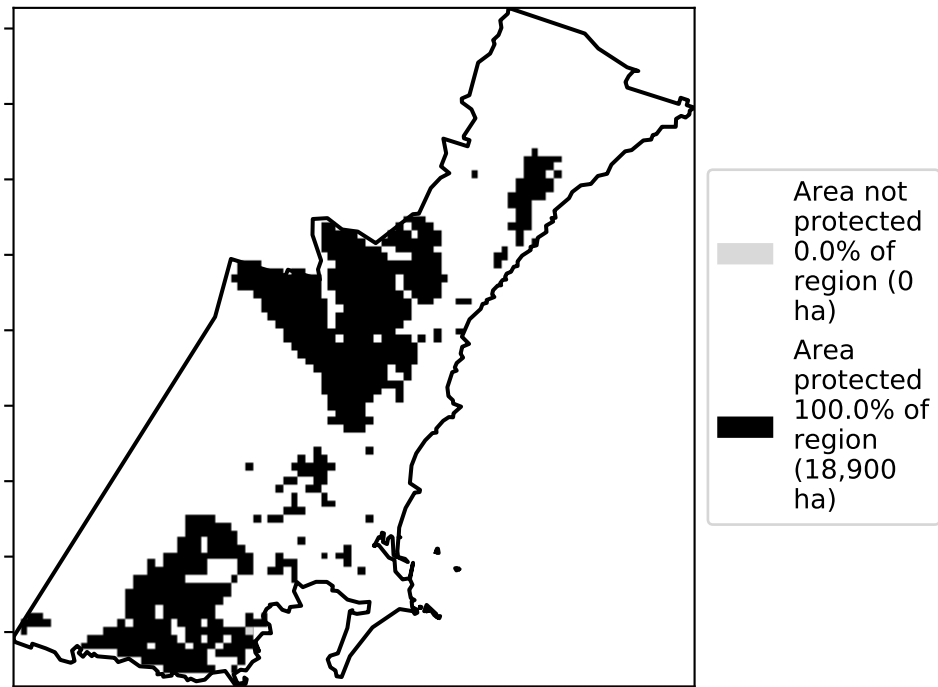 Area not
protected
0.0% of
region (0
ha)
Area
protected
100.0% of
region
(18,900
ha)